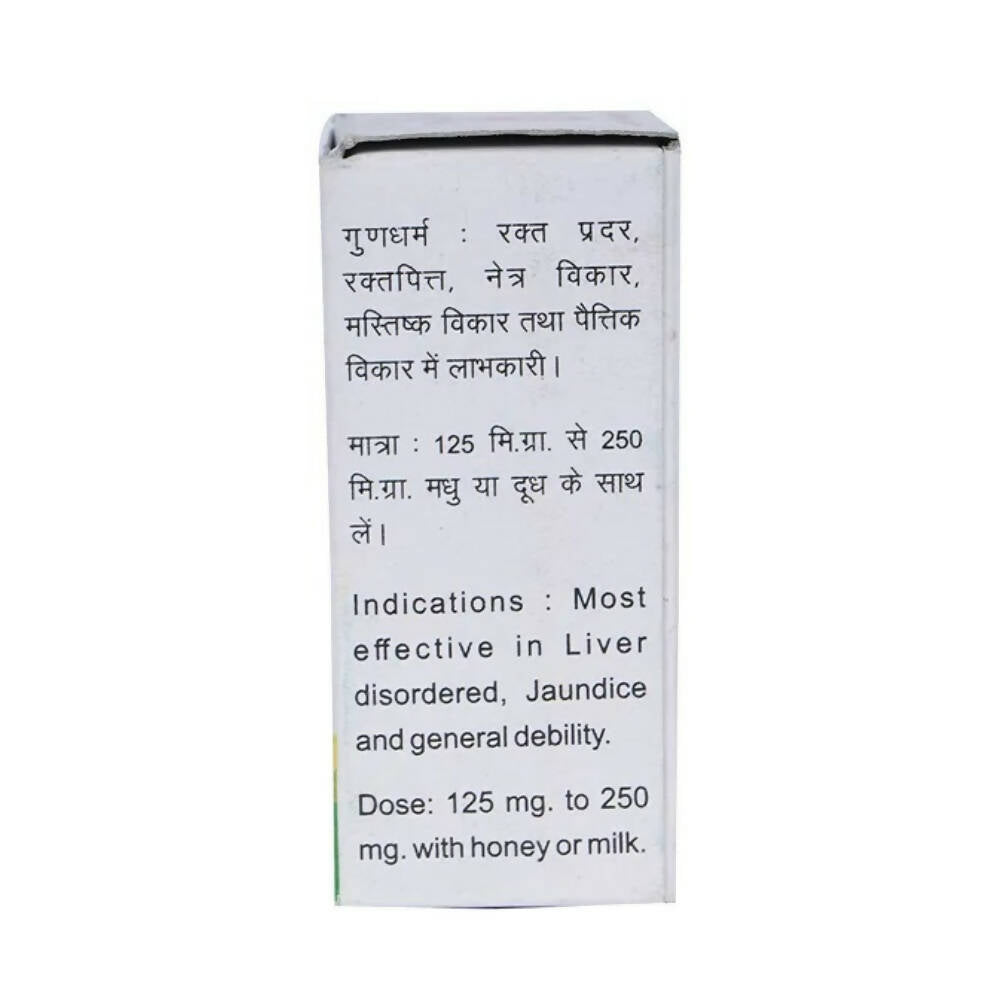 गुणधर्म : रक्त प्रदर,
रक्तपित्त, नेत्र विकार,
मस्तिष्क विकार तथा पैत्तिक
विकार में लाभकारी।
मात्रा : 125 मि.ग्रा. से 250
मि.ग्रा. मधु या दूध के साथ
लें।
Indications : Most
effective in Liver
disordered, Jaundice
and general debility.
Dose: 125 mg. to 250
mg. with honey or milk.